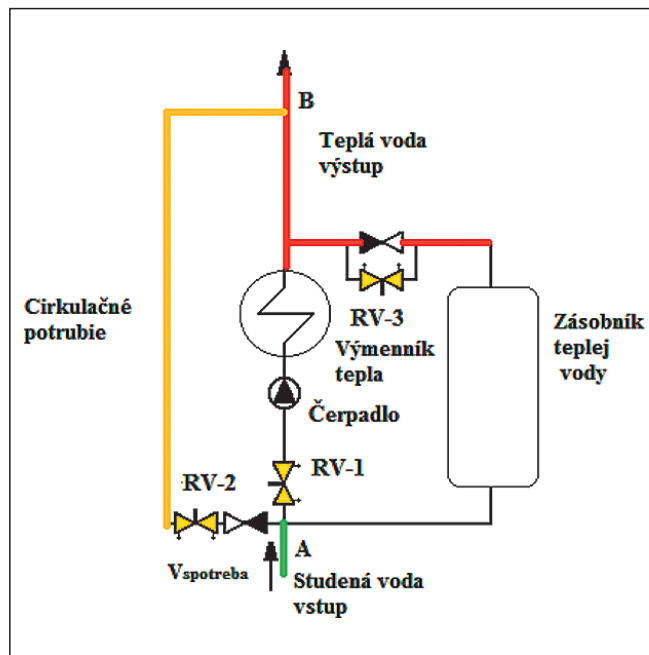 B
Teplá voda
výstup
Cirkulačné
potrubie
RV-3
Výmenník
tepla
Zásobník
teplej
vody
Čerpadlo
RV-1
RV-2
A
Vspotreba
Studená voda
vstup